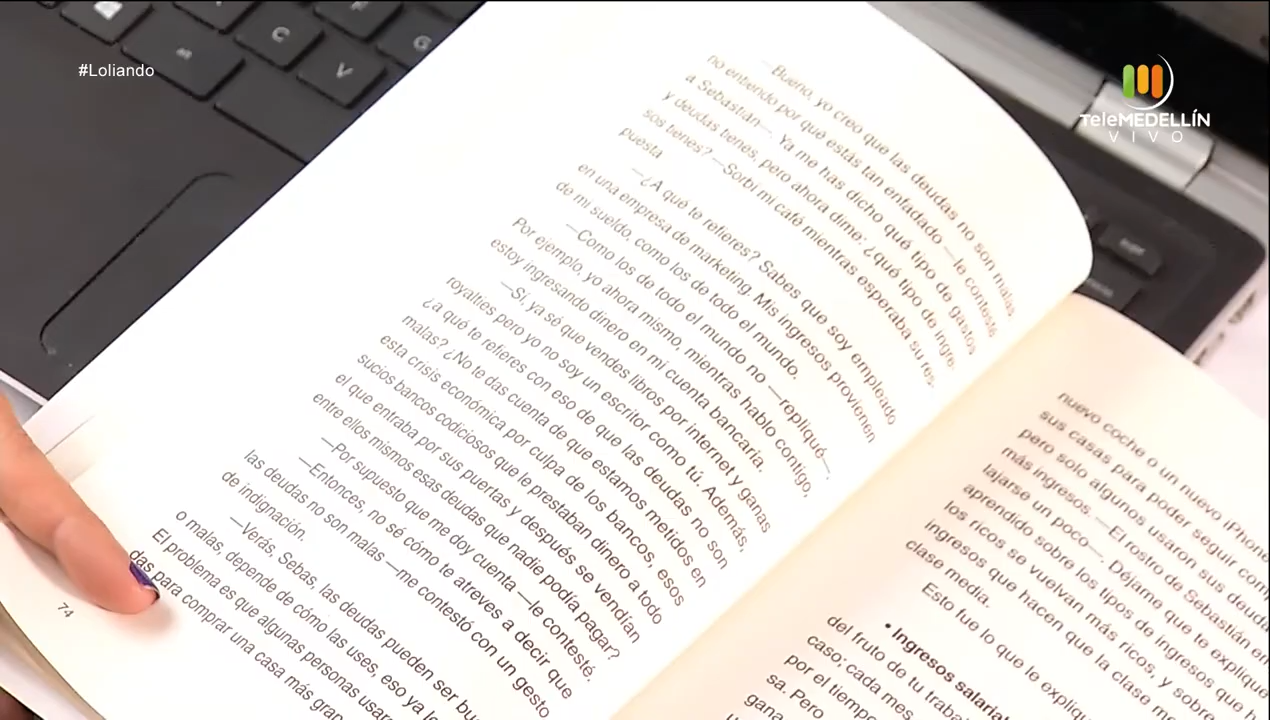 #Loliando
TeleMEDELLÍN
VIVO
C
F
G
V
—Bueno, yo creo que las deudas no son malas
no entiendo por qué estás tan enfadado —le contesté
a Sebastián—. Ya me has dicho qué tipo de gastos
y deudas tenes, pero ahora dime: ¿qué tipo de ingre-
sos tenes? —Sorbí mi café mientras esperaba su res-
puesta
—¿A qué te refieres? Sabes que soy empleado
en una empresa de marketing. Mis ingresos provienen
de mi sueldo, como los de todo el mundo.
—Como los de todo el mundo no —repliqué—.
Por ejemplo, yo ahora mismo, mientras hablo contigo,
estoy ingresando dinero en mi cuenta bancaria.
—Sí, ya sé que vendes libros por internet y ganas
royalties pero yo no soy un escritor como tú. Además,
¿a qué te refieres con eso de que las deudas no son
malas? ¿No te das cuenta de que estamos metidos en
esta crisis económica por culpa de los bancos, esos
sucios bancos codiciosos que le prestaban dinero a todo
el que entraba por sus puertas y después se vendían
entre ellos mismos esas deudas que nadie podía pagar?
—Por supuesto que me doy cuenta —le contesté.
—Entonces, no sé cómo te atreves a decir que
las deudas no son malas —me contestó con un gesto
de indignación.
—Verás, Sebas, las deudas pueden ser bu
o malas, depende de cómo las uses, eso ya l
El problema es que algunas personas usar
das para comprar una casa más gran
74
nuevo coche o un nuevo iPhone
sus casas para poder seguir com
pero solo algunos usaron sus deuda
más ingresos. —El rostro de Sebastián e
lajarse un poco—. Déjame que te explique
aprendido sobre los tipos de ingresos que h
los ricos se vuelvan más ricos, y sobre
ingresos que hacen que la clase me
clase media.
Esto fue lo que le expliqu
• Ingresos salarial
del fruto de tu traba
caso; cada mes
por el tiempo
sa. Pero
gana